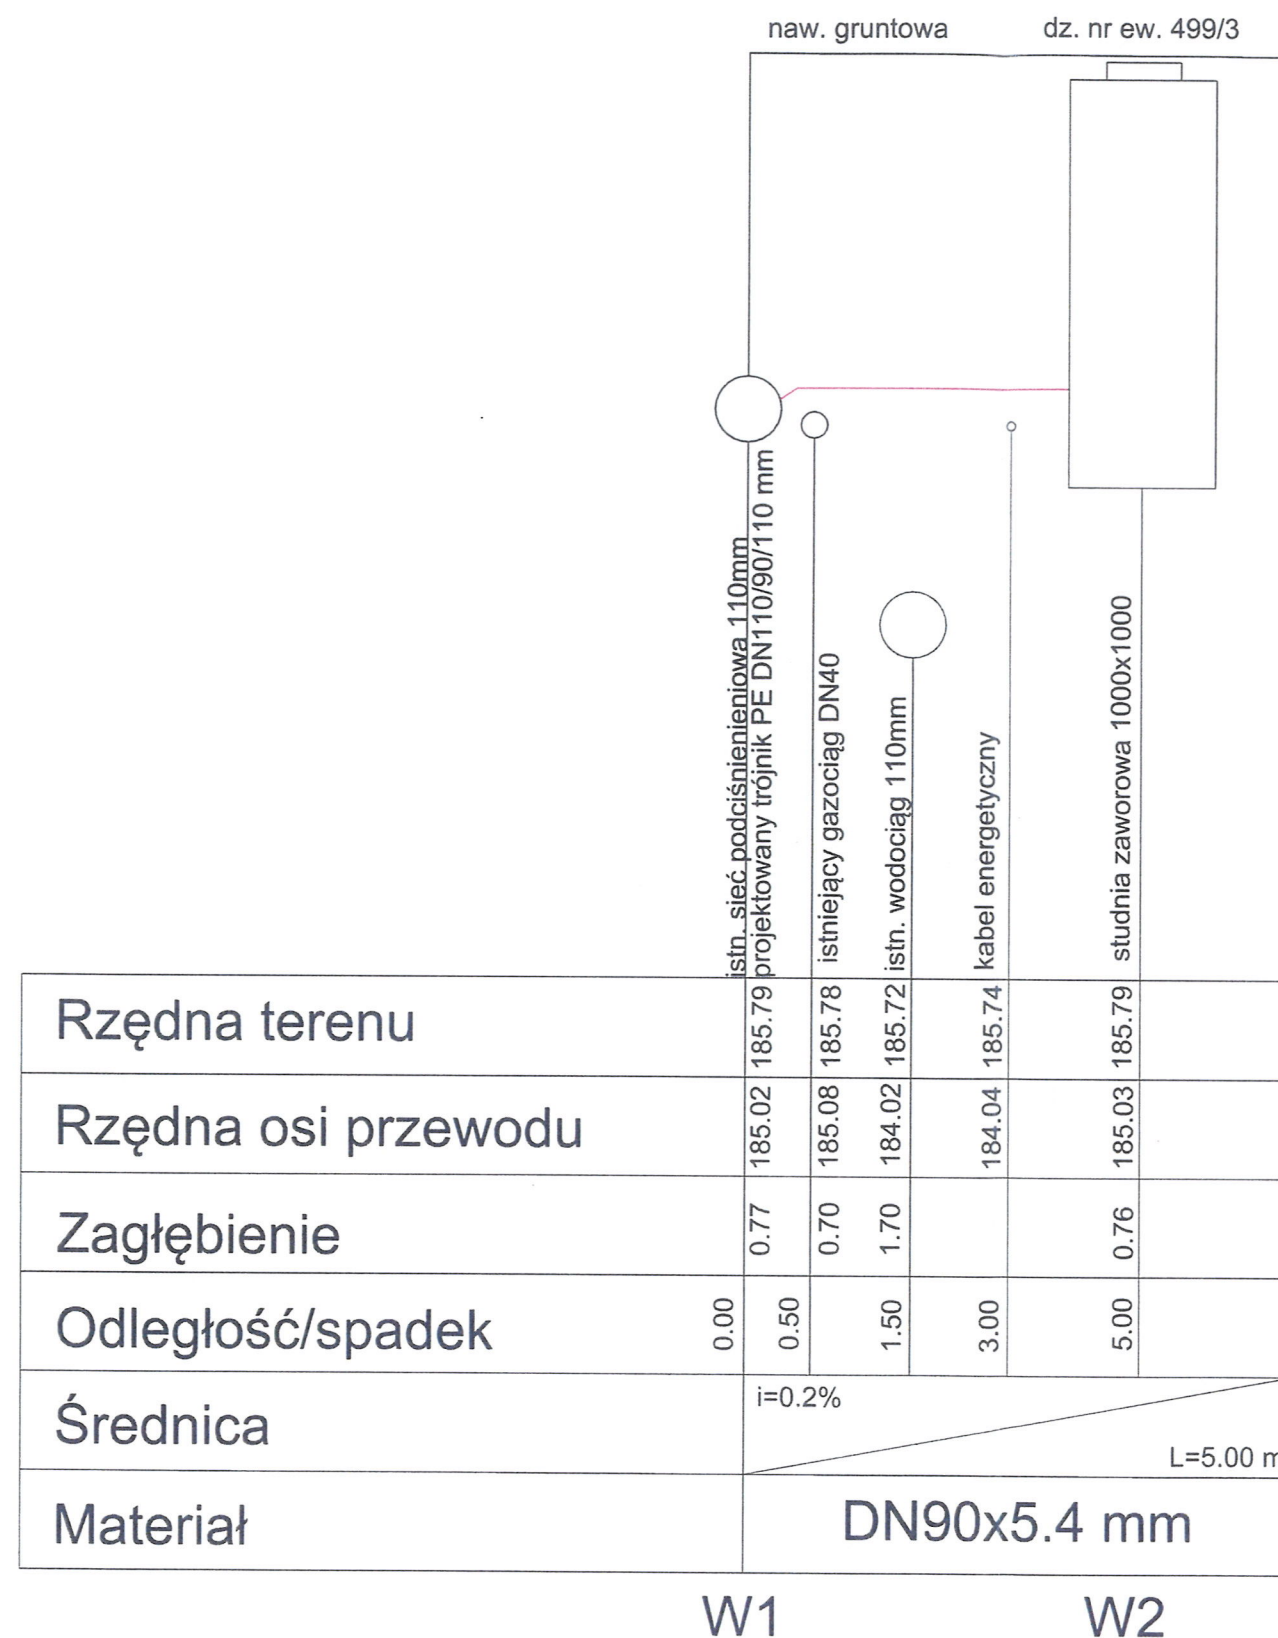 naw. gruntowa
dz. nr ew. 499/3
istn. sieć podciśnienieniowa 110mm
projektowany trójnik PE DN110/90/110 mm
istniejący gazociąg DN40
istn. wodociąg 110mm
kabel energetyczny
studnia zaworowa 1000x1000
Rzędna terenu
185.79
185.78
185.72
185.74
185.79
Rzędna osi przewodu
185.02
185.08
184.02
184.04
185.03
Zagłębienie
0.77
0.70
1.70
0.76
Odległość/spadek
0.00
0.50
1.50
3.00
5.00
Średnica
i=0.2%
L=5.00 m
Materiał
DN90x5.4 mm
W1
W2